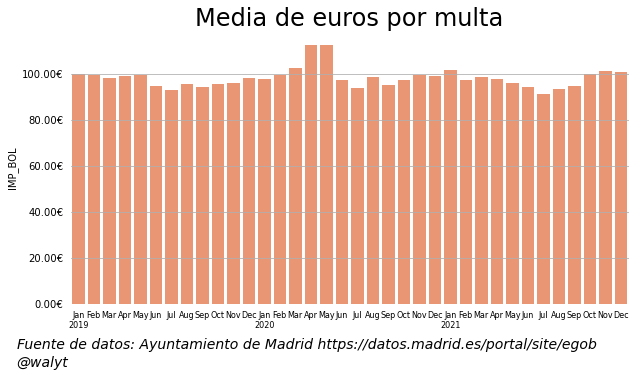 Media de euros por multa
IMP_BOL
100.00€
80.00€
60.00€
40.00€
20.00€
0.00€
Jan Feb Mar Apr May Jun Jul Aug Sep Oct Nov Dec Jan Feb Mar Apr May Jun Jul Aug Sep Oct Nov Dec Jan Feb Mar Apr May Jun Jul Aug Sep Oct Nov Dec
2019 2020 2021
Fuente de datos: Ayuntamiento de Madrid https://datos.madrid.es/portal/site/egob
@walyt